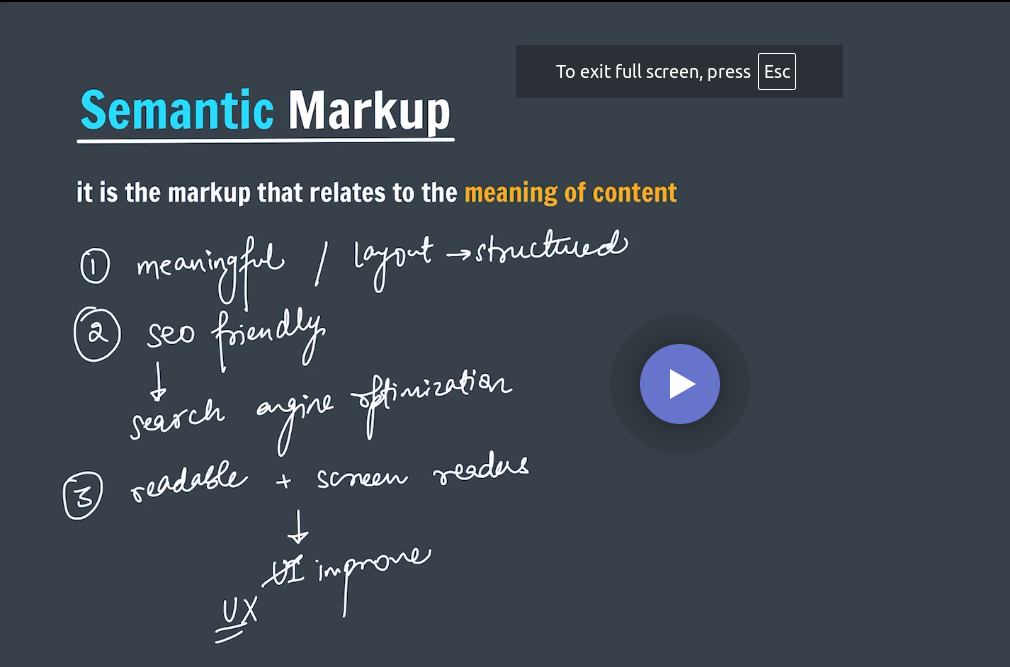 To exit full screen, press Esc
Semantic Markup
it is the markup that relates to the meaning of content
① meaningful / layout → structured
② seo friendly
↓
search engine optimization
③ readable + screen readers
↓
UI improve
UX